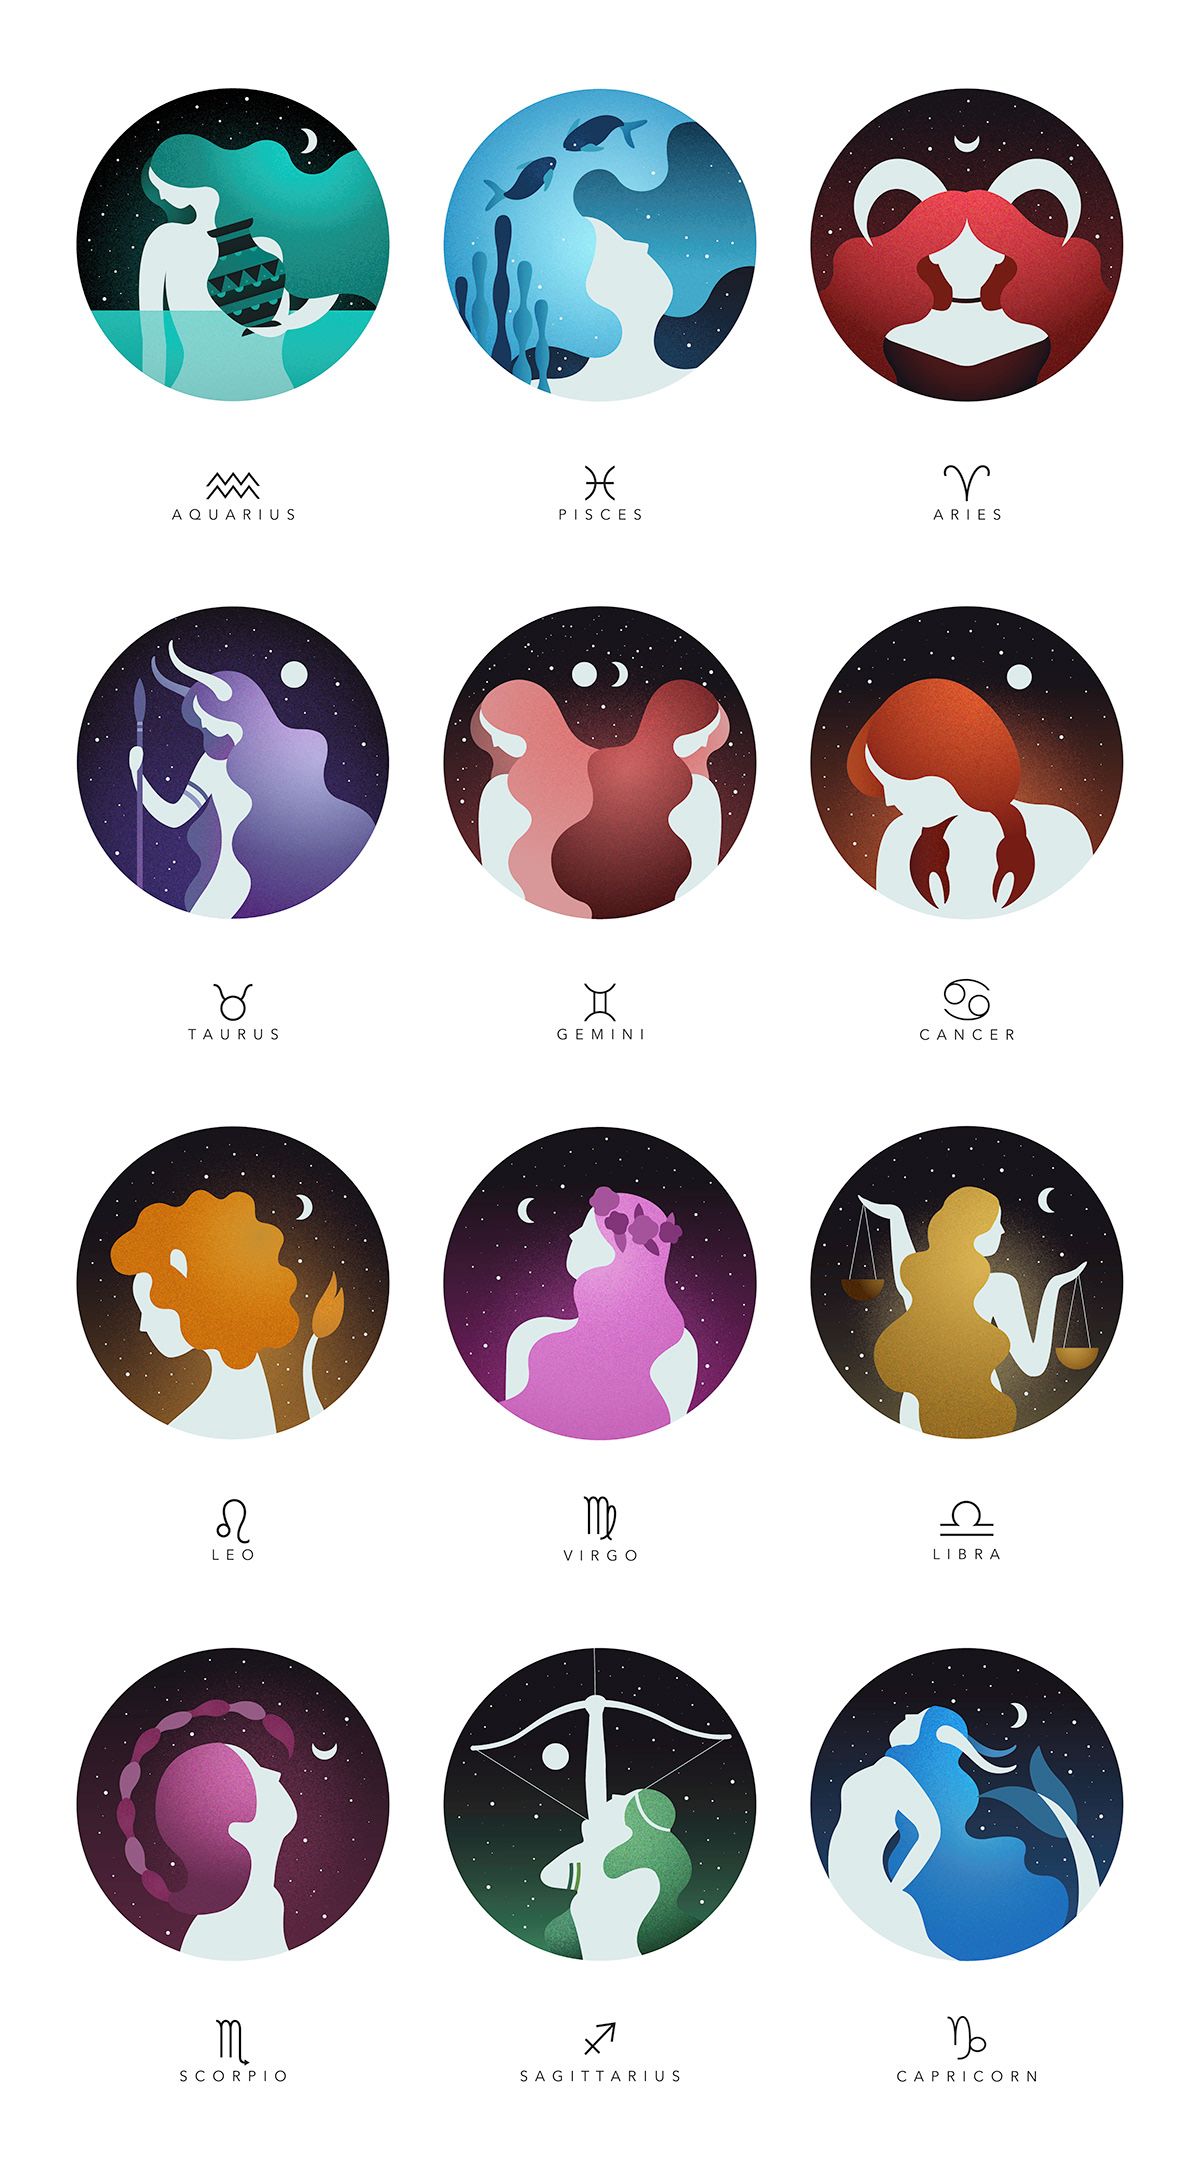 AQUARIUS
PISCES
ARIES
TAURUS
GEMINI
CANCER
LEO
VIRGO
LIBRA
SCORPIO
SAGITTARIUS
CAPRICORN